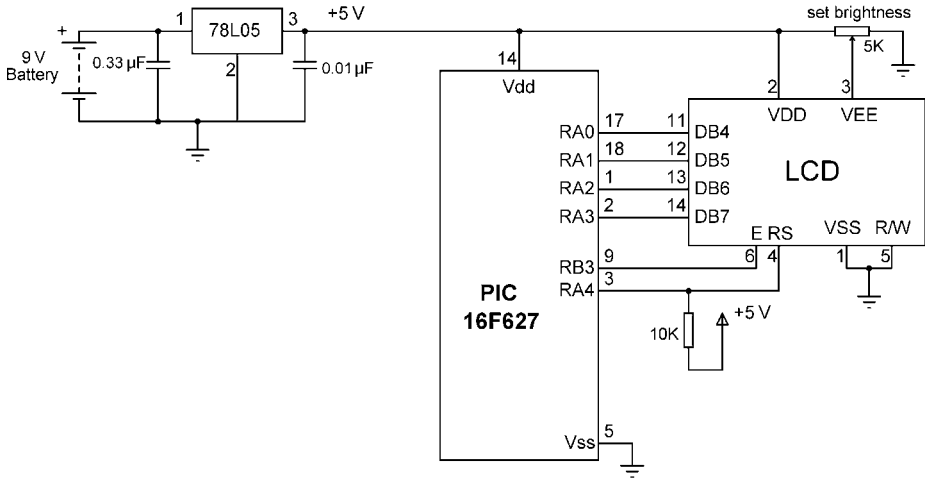 set brightness
+5 V
1
78L05
3
5K
+
9 V
Battery
0.33 µF
2
0.01 µF
14
Vdd
2
3
VDD
VEE
LCD
RA0
17
11
DB4
RA1
18
12
DB5
RA2
1
13
DB6
RA3
2
14
DB7
E RS
VSS
R/W
6
4
1
5
RB3
9
RA4
3
PIC
16F627
10K
+5 V
Vss
5